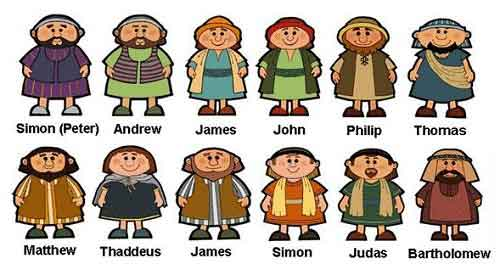 Simon (Peter) Andrew James John Philip Thomas
Matthew Thaddeus James Simon Judas Bartholomew